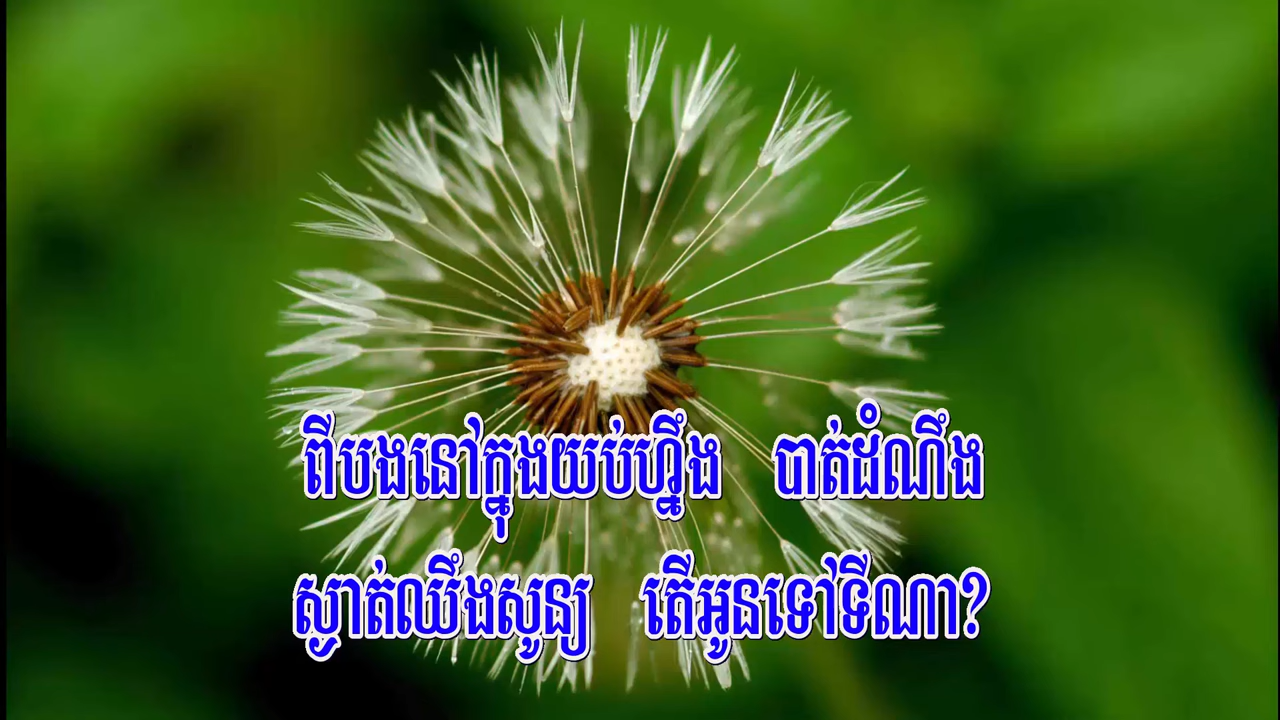 ពីបងនៅក្នុងយប់ហ្នឹង បាត់ដំណឹង
ស្ងាត់ឈឹងសូន្យ តើអូនទៅទីណា?